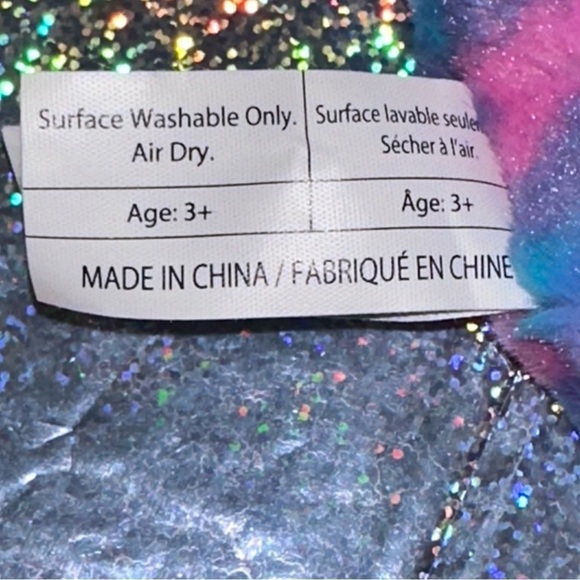 Surface Washable Only.
Air Dry.
Surface lavable
Sécher à l'air.
Age: 3+
Âge: 3+
MADE IN CHINA / FABRIQUÉ EN CHINE